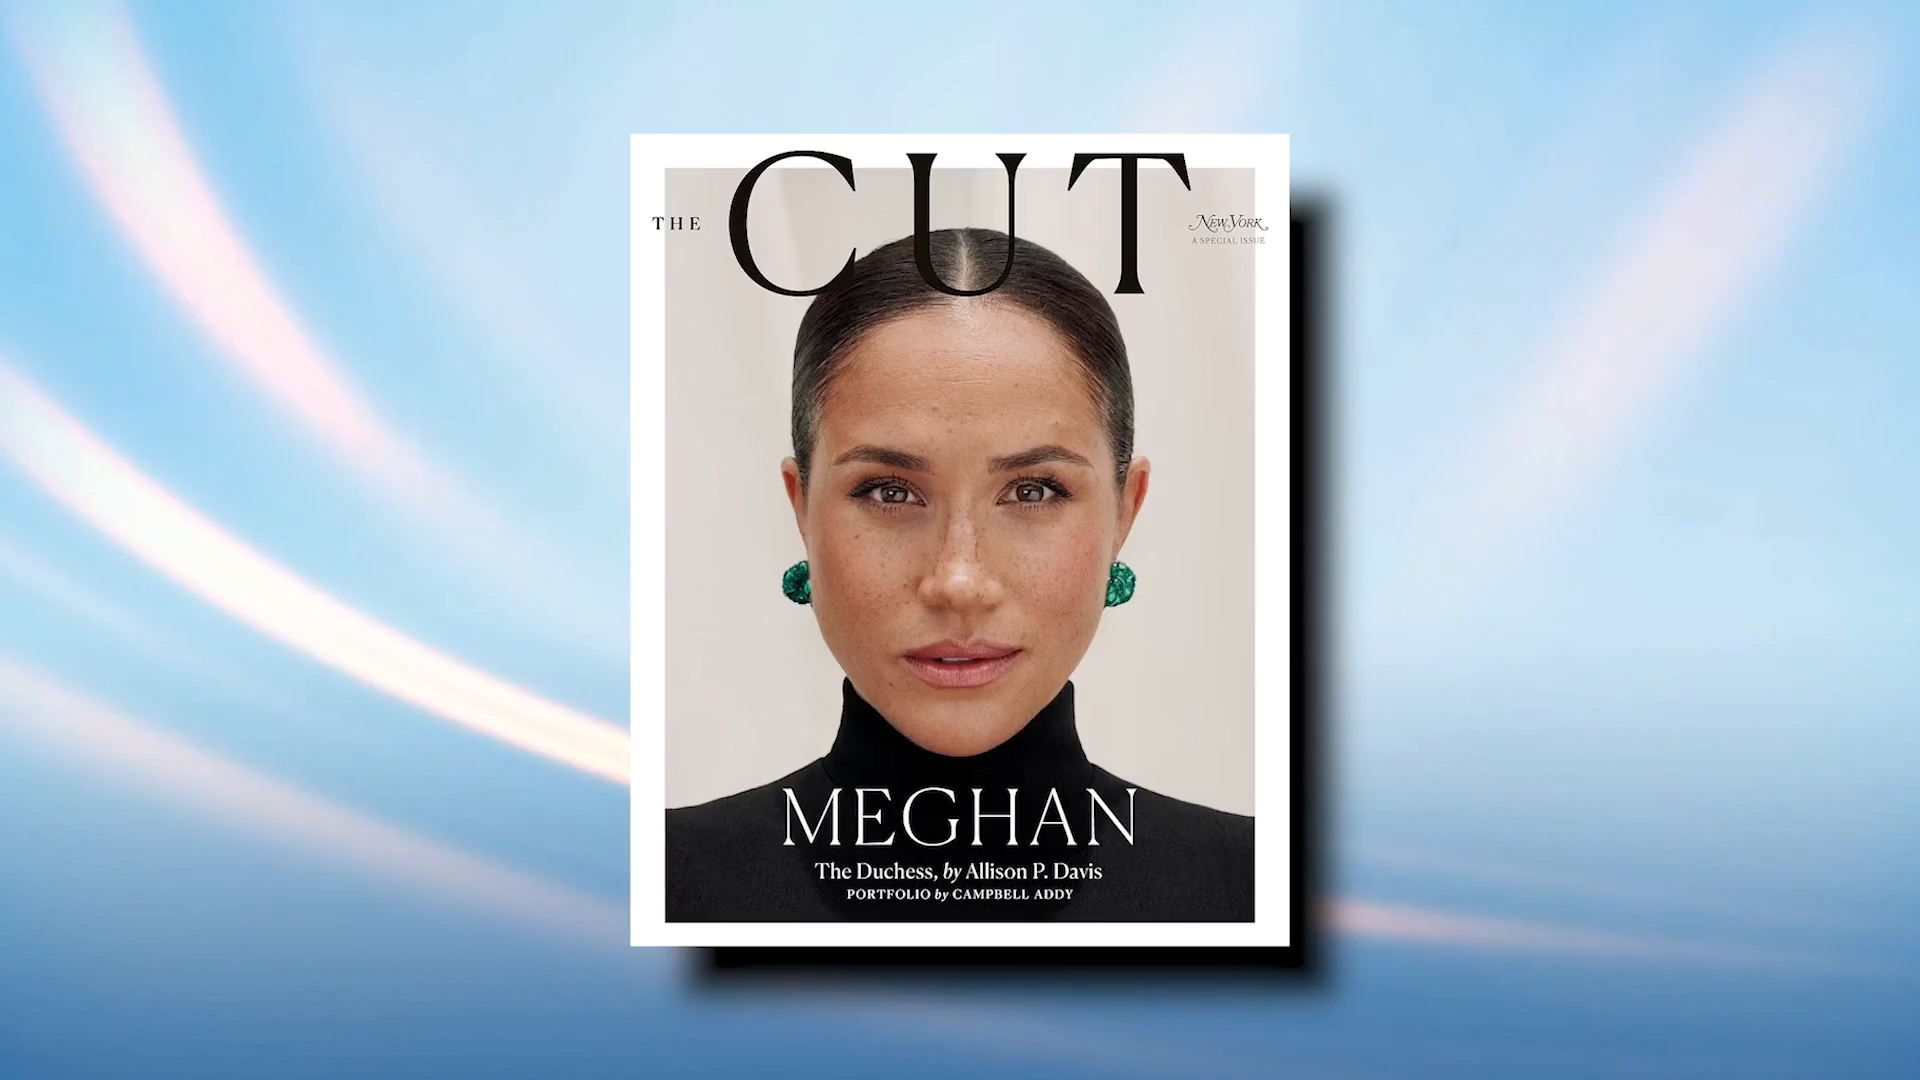 THE CUT
New York
A SPECIAL ISSUE
MEGHAN
The Duchess, by Allison P. Davis
PORTFOLIO by CAMPBELL ADDY